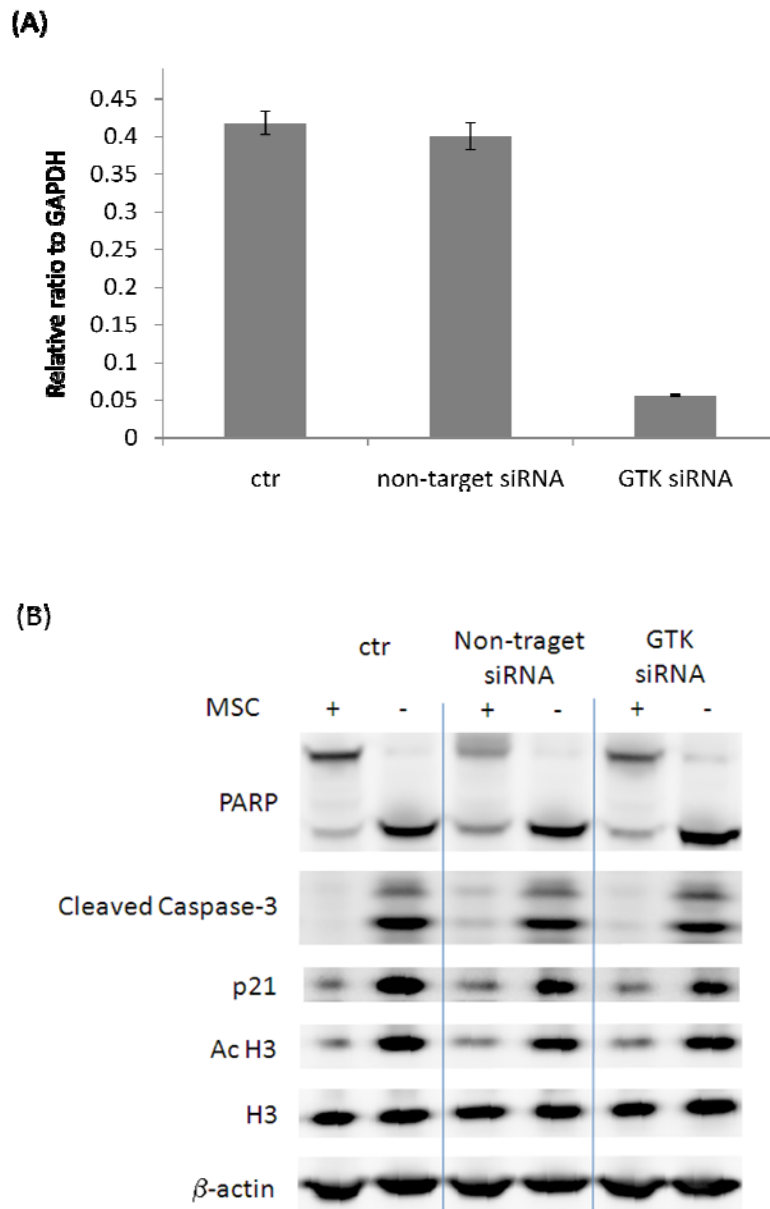 (A)
Relative ratio to GAPDH
0.45
0.4
0.35
0.3
0.25
0.2
0.15
0.1
0.05
0
ctr non-target siRNA GTK siRNA
(B)
ctr Non-traget siRNA GTK siRNA
MSC + - + - + -
PARP
Cleaved Caspase-3
p21
Ac H3
H3
β-actin